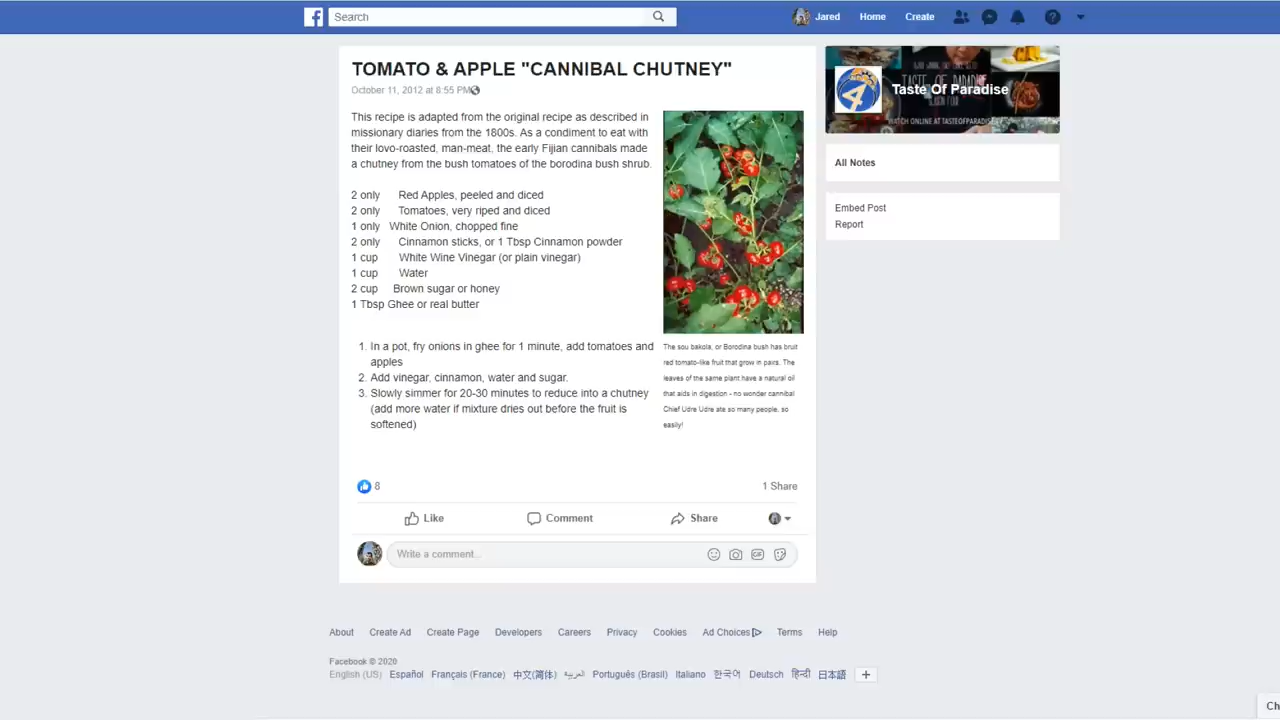 Search
Jared
Home
Create
TOMATO & APPLE "CANNIBAL CHUTNEY"
October 11, 2012 at 8:55 PM
This recipe is adapted from the original recipe as described in
missionary diaries from the 1800s. As a condiment to eat with
their lovo-roasted, man-meat, the early Fijian cannibals made
a chutney from the bush tomatoes of the borodina bush shrub.
2 only Red Apples, peeled and diced
2 only Tomatoes, very riped and diced
1 only White Onion, chopped fine
2 only Cinnamon sticks, or 1 Tbsp Cinnamon powder
1 cup White Wine Vinegar (or plain vinegar)
1 cup Water
2 cup Brown sugar or honey
1 Tbsp Ghee or real butter
1. In a pot, fry onions in ghee for 1 minute, add tomatoes and
apples
2. Add vinegar, cinnamon, water and sugar.
3. Slowly simmer for 20-30 minutes to reduce into a chutney
(add more water if mixture dries out before the fruit is
softened)
The sou bakola, or Borodina bush has bruit
red tomato-like fruit that grow in pairs. The
leaves of the same plant have a natural oil
that aids in digestion - no wonder cannibal
Chief Udre Udre ate so many people, so
easily!
8
1 Share
Like
Comment
Share
Write a comment...
GIF
4
TASTE
OF PARADISE
SEASON FOUR
Taste Of Paradise
WATCH ONLINE AT TASTEOFPARADISE
All Notes
Embed Post
Report
About Create Ad Create Page Developers Careers Privacy Cookies Ad Choices Terms Help
Facebook © 2020
English (US) Español Français (France) 中文(简体) العربية Português (Brasil) Italiano 한국어 Deutsch हिन्दी 日本語 +
Ch